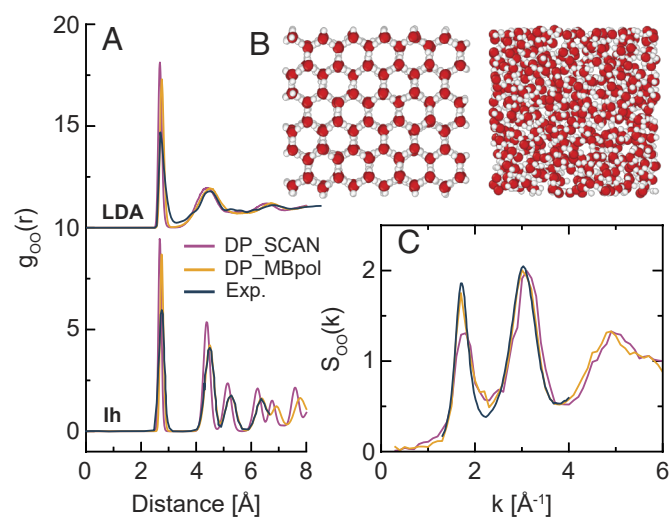 A
B
20
15
10
5
0
LDA
DP_SCAN
DP_MBpol
Exp.
Ih
g_OO(r)
0 2 4 6 8
Distance [Å]
C
2
1
0
S_OO(k)
0 2 4 6
k [Å⁻¹]